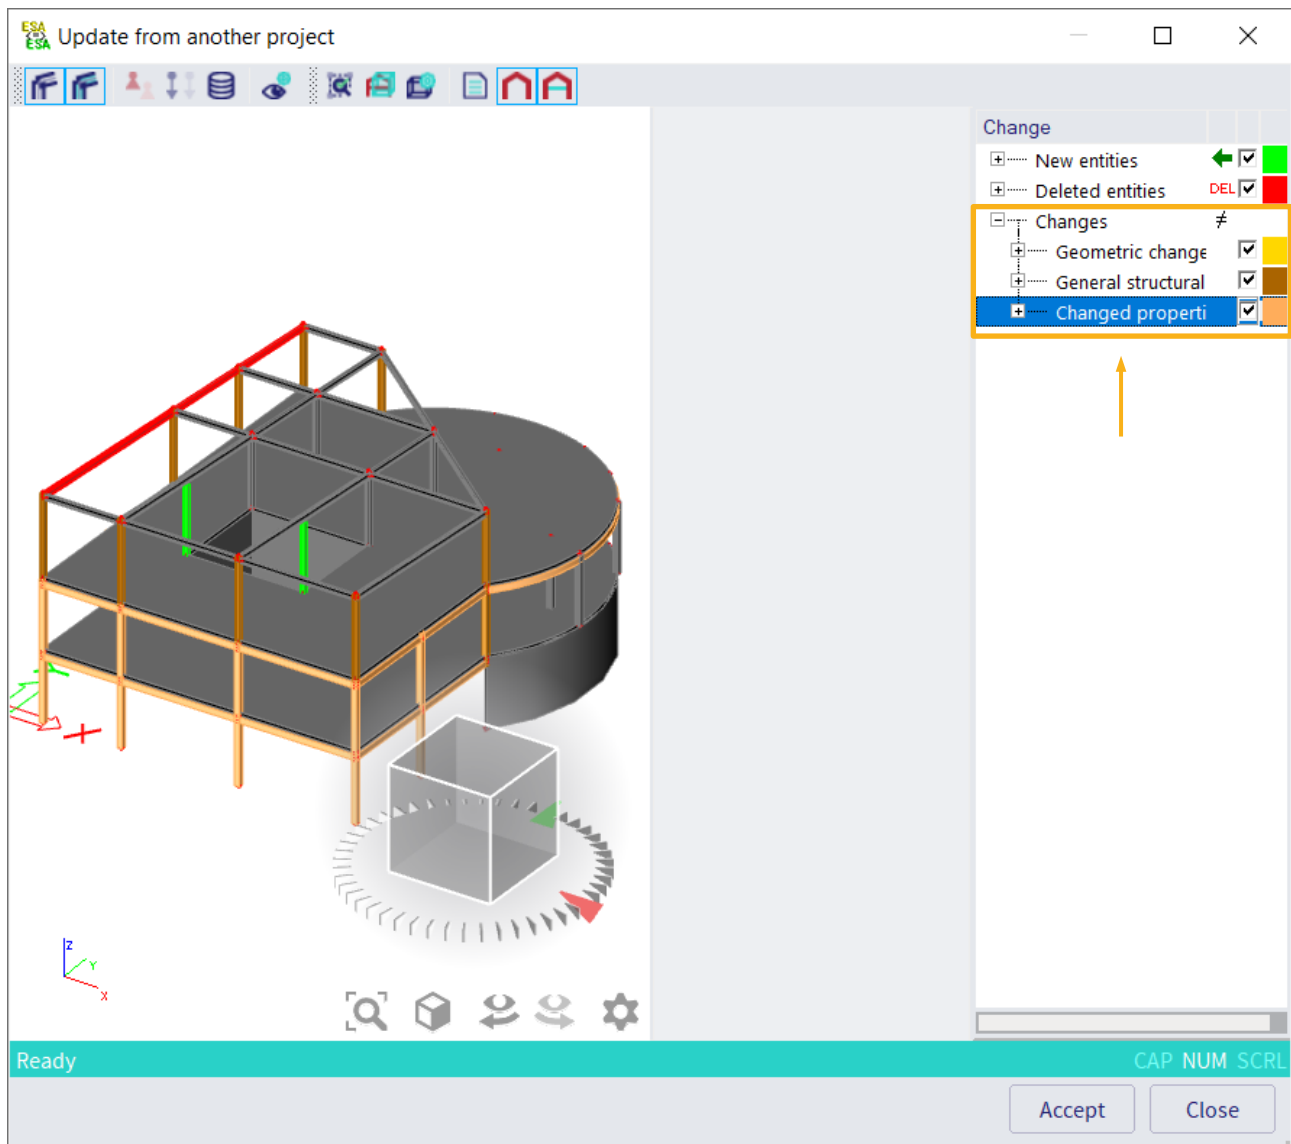 ESA
ESA
Update from another project
Change
New entities
Deleted entities DEL
Changes ≠
Geometric change
General structural
Changed properti
X
Y
Z
Y
X
Ready
CAP NUM SCRL
Accept
Close